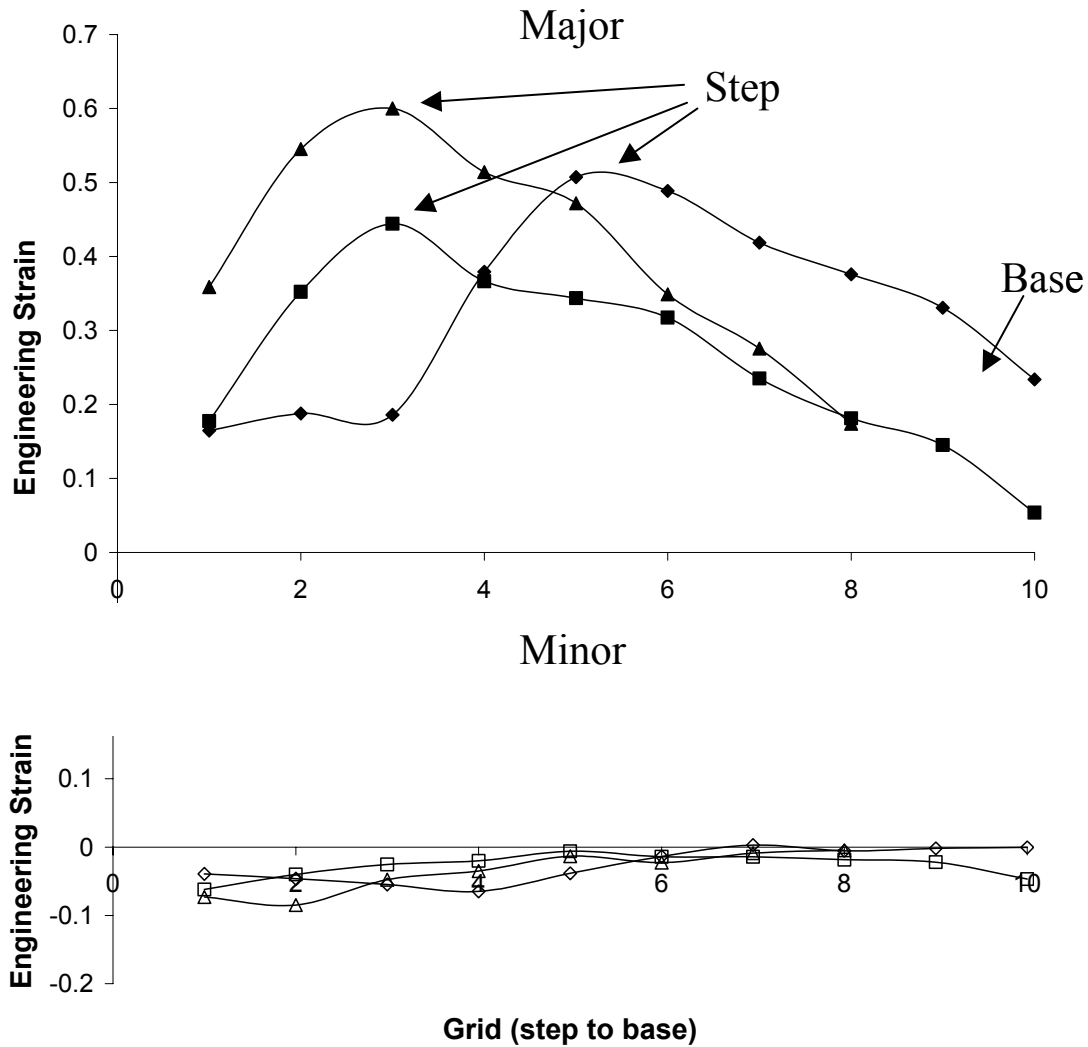 Major
0.7
Step
0.6
0.5
0.4
Base
0.3
0.2
0.1
0
Engineering Strain
0 2 4 6 8 10
Minor
0.1
0
-0.1
-0.2
Engineering Strain
0 2 4 6 8 10
Grid (step to base)